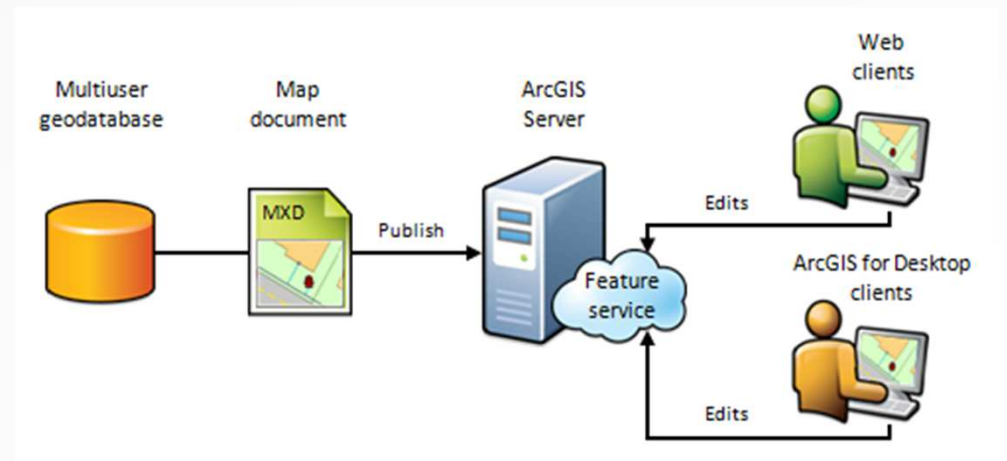 Multiuser
geodatabase
Map
document
MXD
Publish
ArcGIS
Server
Feature
service
Edits
Web
clients
ArcGIS for Desktop
clients
Edits